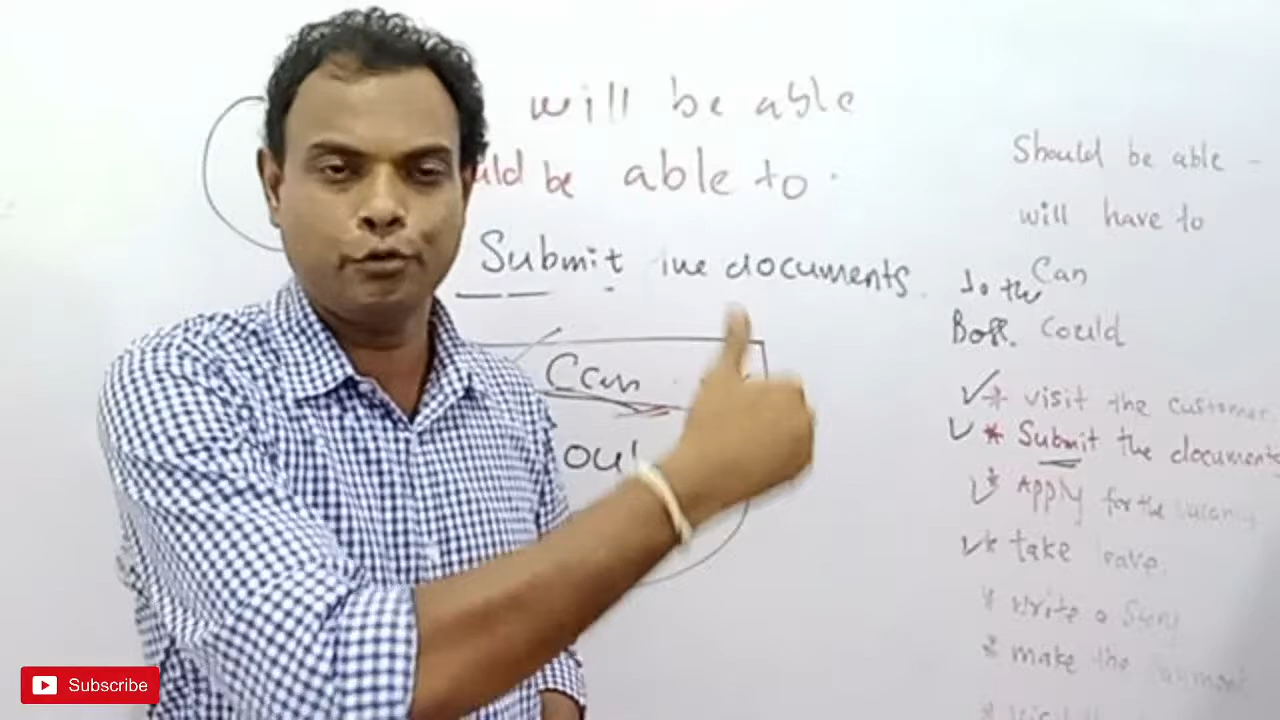 will be able
uld be able to.
Submit the documents. to the
Boss.
Can
oul
Should be able -
will have to
Can
Could
✓* visit the customer.
✓* Submit the documents
✓* Apply for the
✓* take leave.
* write a
* make the
Subscribe